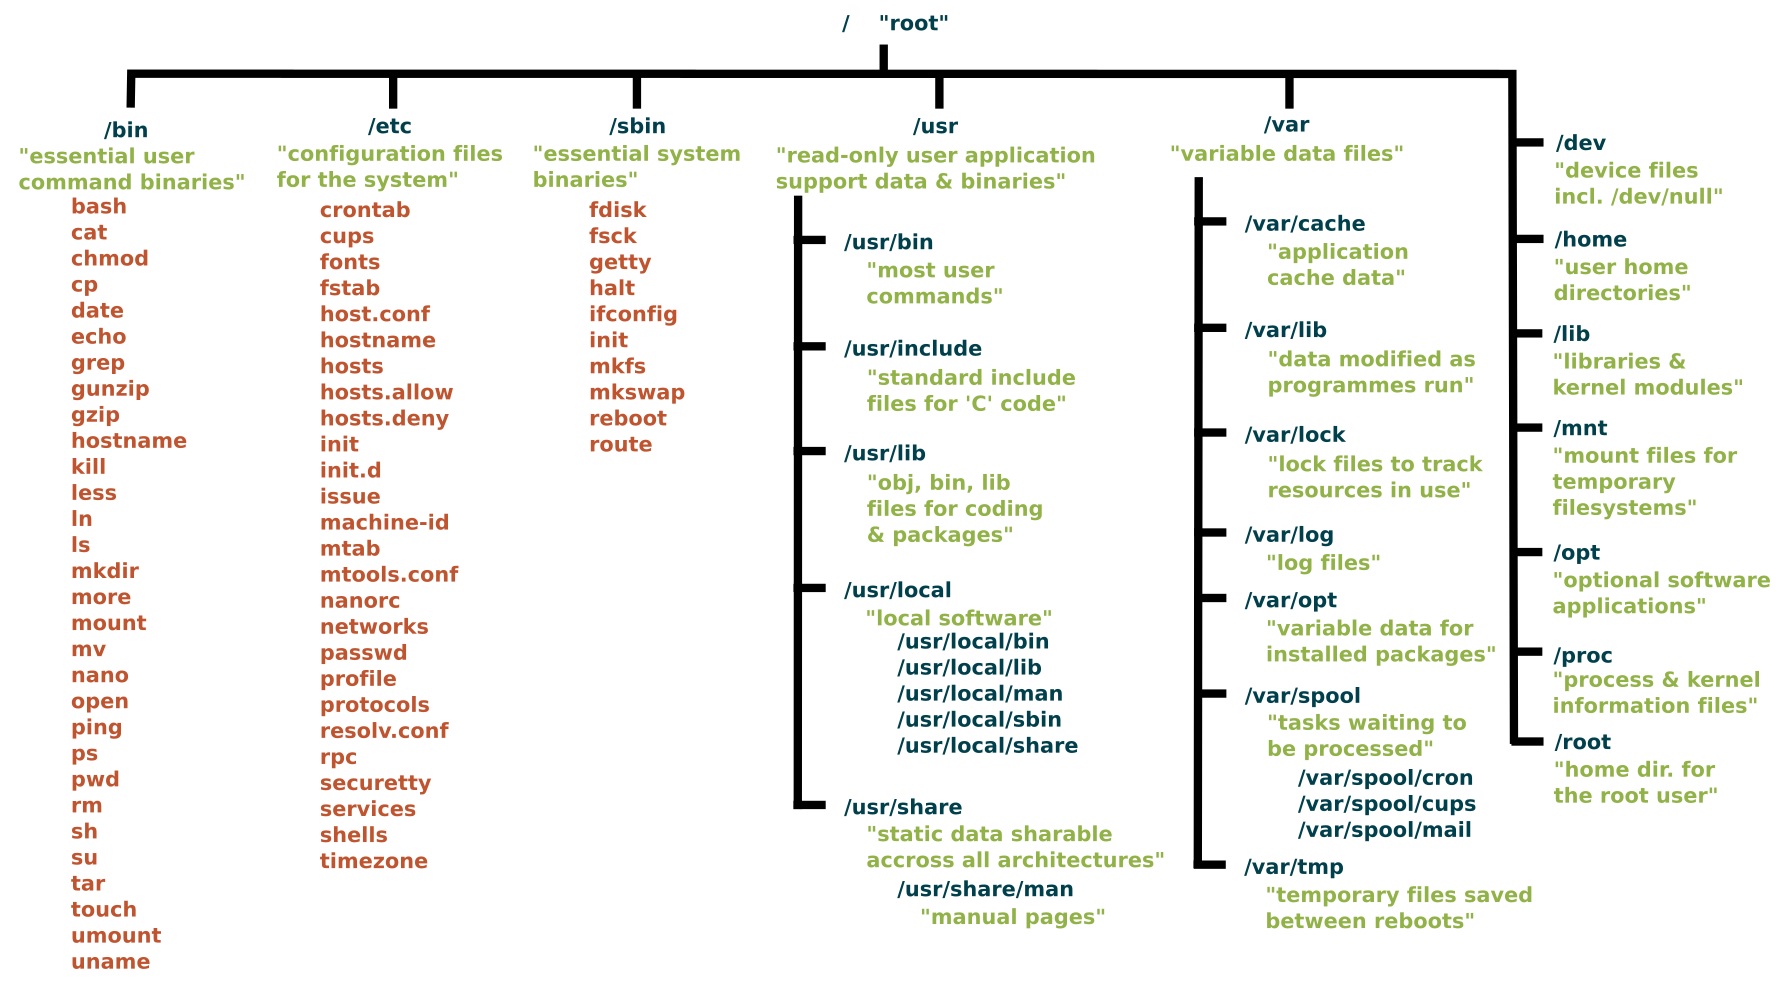 / "root"
/bin
"essential user
command binaries"
bash
cat
chmod
cp
date
echo
grep
gunzip
gzip
hostname
kill
less
ln
ls
mkdir
more
mount
mv
nano
open
ping
ps
pwd
rm
sh
su
tar
touch
umount
uname
/etc
"configuration files
for the system"
crontab
cups
fonts
fstab
host.conf
hostname
hosts
hosts.allow
hosts.deny
init
init.d
issue
machine-id
mtab
mtools.conf
nanorc
networks
passwd
profile
protocols
resolv.conf
rpc
securetty
services
shells
timezone
/sbin
"essential system
binaries"
fdisk
fsck
getty
halt
ifconfig
init
mkfs
mkswap
reboot
route
/usr
"read-only user application
support data & binaries"
/usr/bin
"most user
commands"
/usr/include
"standard include
files for 'C' code"
/usr/lib
"obj, bin, lib
files for coding
& packages"
/usr/local
"local software"
/usr/local/bin
/usr/local/lib
/usr/local/man
/usr/local/sbin
/usr/local/share
/usr/share
"static data sharable
accross all architectures"
/usr/share/man
"manual pages"
/var
"variable data files"
/var/cache
"application
cache data"
/var/lib
"data modified as
programmes run"
/var/lock
"lock files to track
resources in use"
/var/log
"log files"
/var/opt
"variable data for
installed packages"
/var/spool
"tasks waiting to
be processed"
/var/spool/cron
/var/spool/cups
/var/spool/mail
/var/tmp
"temporary files saved
between reboots"
/dev
"device files
incl. /dev/null"
/home
"user home
directories"
/lib
"libraries &
kernel modules"
/mnt
"mount files for
temporary
filesystems"
/opt
"optional software
applications"
/proc
"process & kernel
information files"
/root
"home dir. for
the root user"